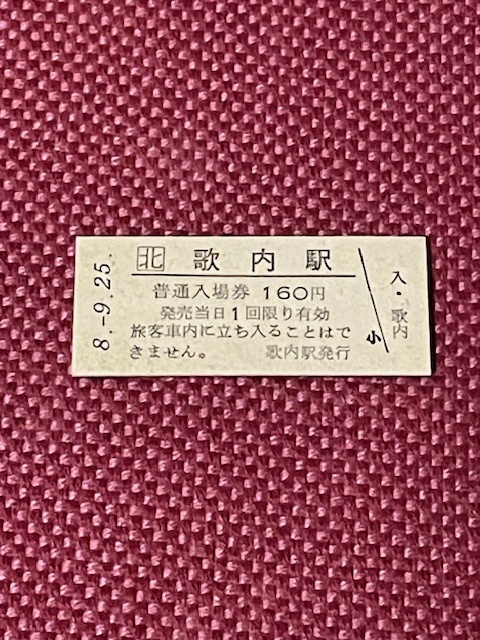 8.-9.25.
北 歌内駅
普通入場券 160円
発売当日1回限り有効
旅客車内に立ち入ることはで
きません。 歌内駅発行
小
入・歌内